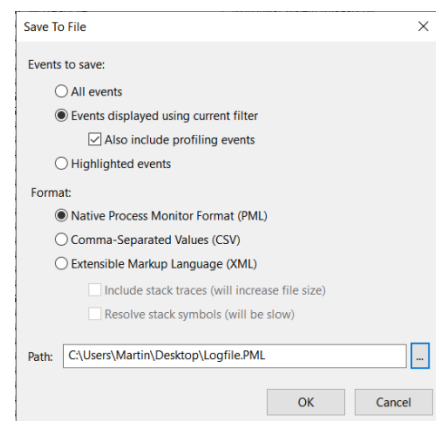 Save To File
Events to save:
All events
Events displayed using current filter
Also include profiling events
Highlighted events
Format:
Native Process Monitor Format (PML)
Comma-Separated Values (CSV)
Extensible Markup Language (XML)
Include stack traces (will increase file size)
Resolve stack symbols (will be slow)
Path: C:\Users\Martin\Desktop\Logfile.PML ...
OK Cancel